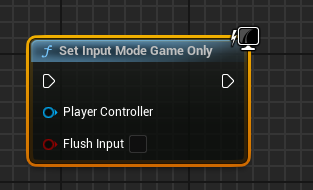 Set Input Mode Game Only
Player Controller
Flush Input